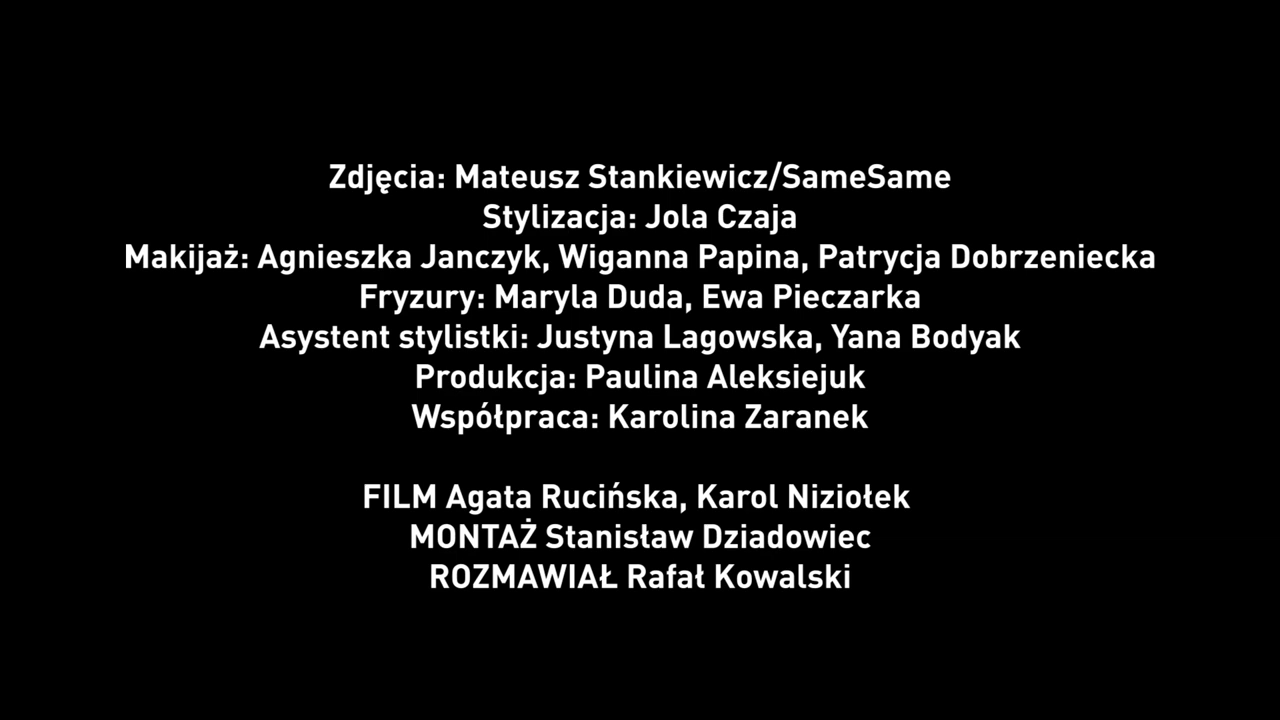 Zdjęcia: Mateusz Stankiewicz/SameSame
Stylizacja: Jola Czaja
Makijaż: Agnieszka Janczyk, Wiganna Papina, Patrycja Dobrzeniecka
Fryzury: Maryla Duda, Ewa Pieczarka
Asystent stylistki: Justyna Lagowska, Yana Bodyak
Produkcja: Paulina Aleksiejuk
Współpraca: Karolina Zaranek
FILM Agata Rucińska, Karol Niziołek
MONTAŻ Stanisław Dziadowiec
ROZMAWIAŁ Rafał Kowalski